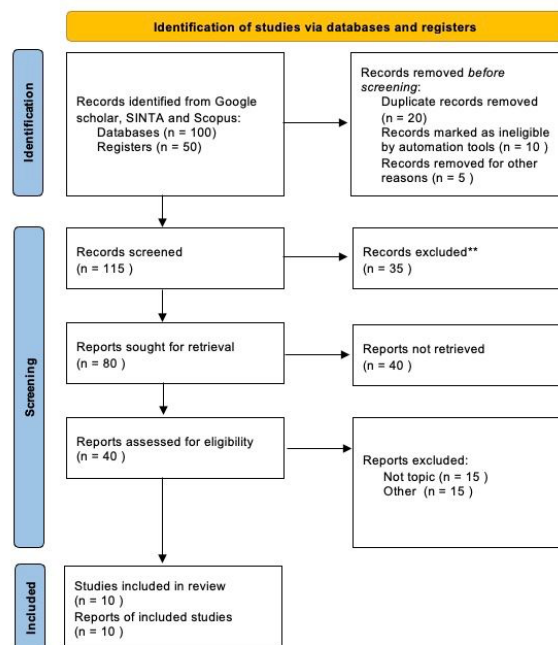 Identification of studies via databases and registers
Identification
Records identified from Google
scholar, SINTA and Scopus:
Databases (n = 100)
Registers (n = 50)
Records removed before
screening:
Duplicate records removed
(n = 20)
Records marked as ineligible
by automation tools (n = 10 )
Records removed for other
reasons (n = 5 )
Screening
Records screened
(n = 115 )
Records excluded**
(n = 35 )
Reports sought for retrieval
(n = 80 )
Reports not retrieved
(n = 40 )
Reports assessed for eligibility
(n = 40 )
Reports excluded:
Not topic (n = 15 )
Other (n = 15 )
Included
Studies included in review
(n = 10 )
Reports of included studies
(n = 10 )